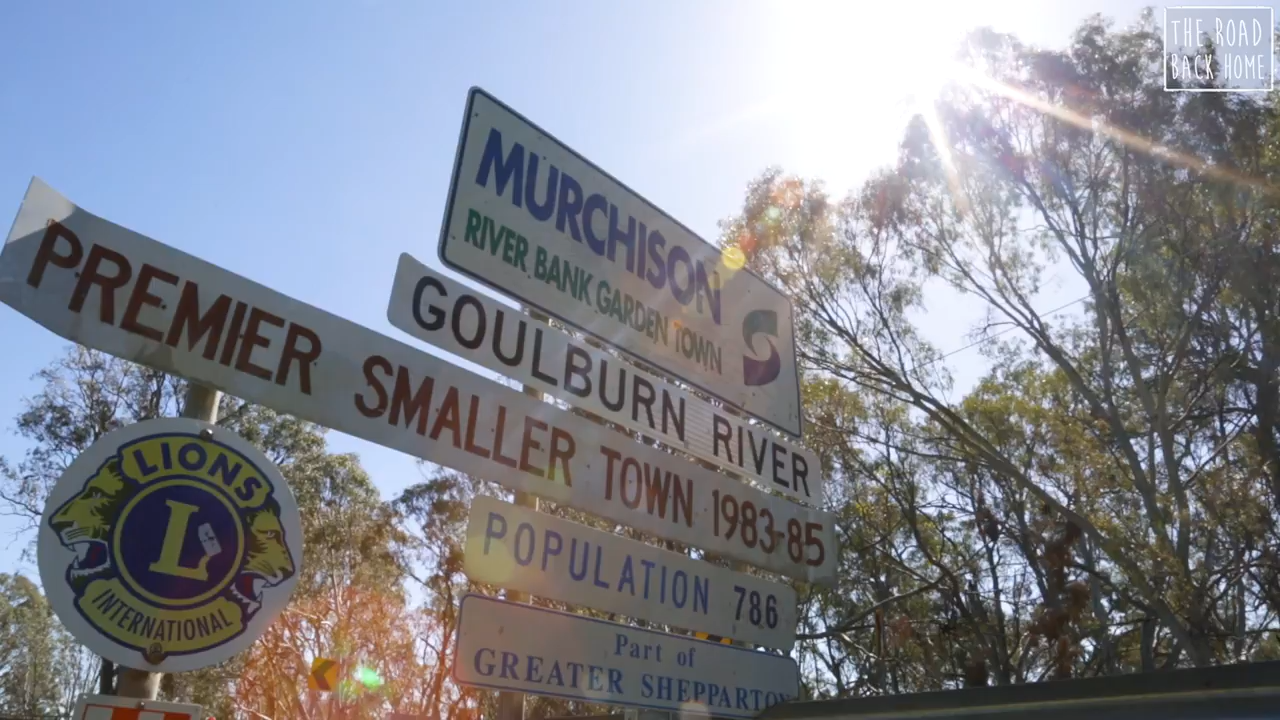 THE ROAD
BACK HOME
MURCHISON
RIVER BANK GARDEN TOWN
GOULBURN RIVER
PREMIER SMALLER TOWN 1983-85
POPULATION 786
Part of
GREATER SHEPPARTON
LIONS
L
INTERNATIONAL